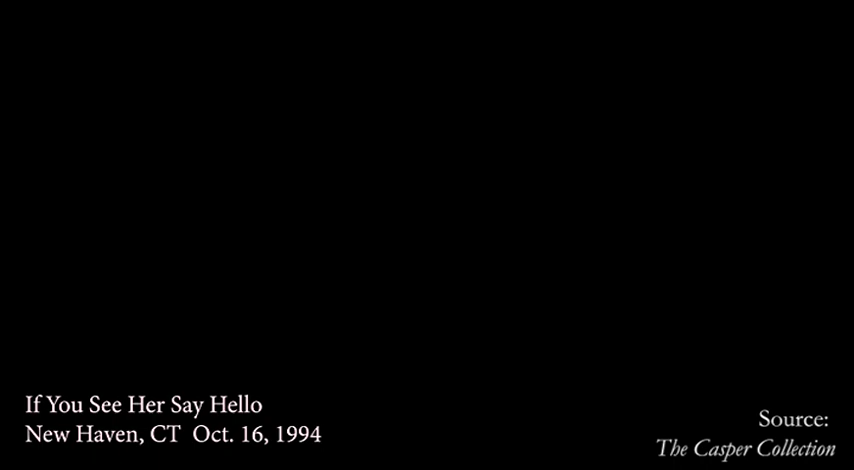 If You See Her Say Hello
New Haven, CT  Oct. 16, 1994
Source:
The Casper Collection